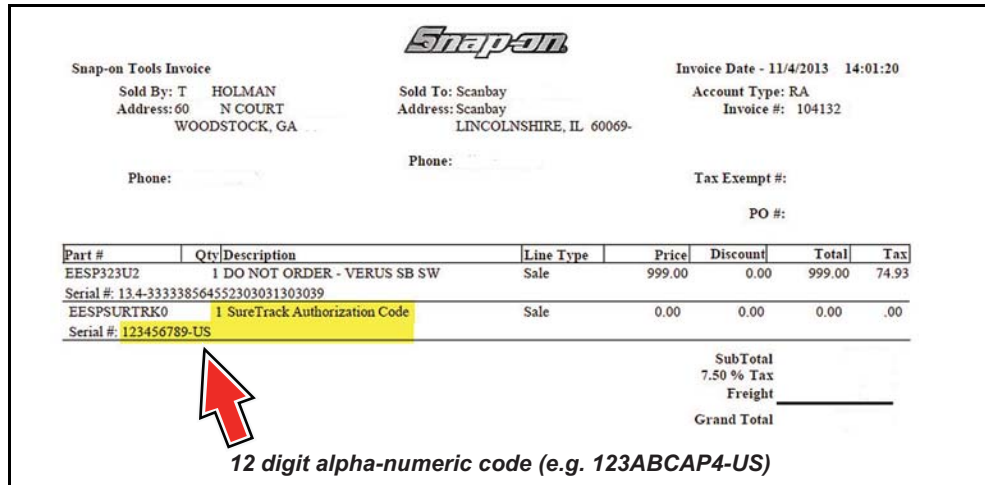 Snap-on
Snap-on Tools Invoice
Invoice Date - 11/4/2013 14:01:20
Sold By: T HOLMAN
Sold To: Scanbay
Account Type: RA
Address: 60 N COURT
Address: Scanbay
Invoice #: 104132
WOODSTOCK, GA
LINCOLNSHIRE, IL 60069-
Phone:
Phone:
Tax Exempt #:
PO #:
Part # Qty Description Line Type Price Discount Total Tax
EESP323U2 1 DO NOT ORDER - VERUS SB SW Sale 999.00 0.00 999.00 74.93
Serial #: 13.4-3333385645523030313030​39
EESPSURTRK0 1 SureTrack Authorization Code Sale 0.00 0.00 0.00 .00
Serial #: 123456789-US
SubTotal
7.50 % Tax
Freight
Grand Total
12 digit alpha-numeric code (e.g. 123ABCAP4-US)